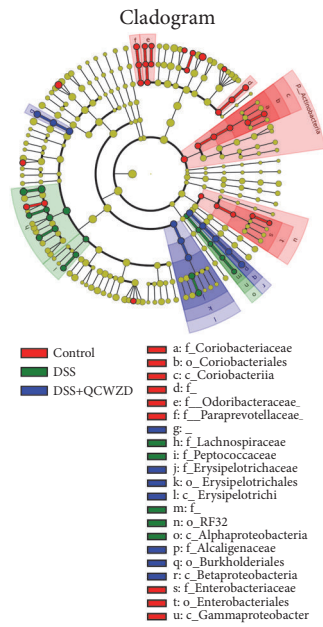 Cladogram
f e
p_Actinobacteria
Control
DSS
DSS+QCWZD
a: f_Coriobacteriaceae
b: o_Coriobacteriales
c: c_Coriobacteriia
d: f_
e: f__Odoribacteraceae_
f: f__Paraprevotellaceae_
g: _
h: f_Lachnospiraceae
i: f_Peptococcaceae
j: f_Erysipelotrichaceae
k: o_ Erysipelotrichales
l: c_ Erysipelotrichi
m: f_
n: o_RF32
o: c_Alphaproteobacteria
p: f_Alcaligenaceae
q: o_Burkholderiales
r: c_Betaproteobacteria
s: f_Enterobacteriaceae
t: o_Enterobacteriales
u: c_Gammaproteobacter